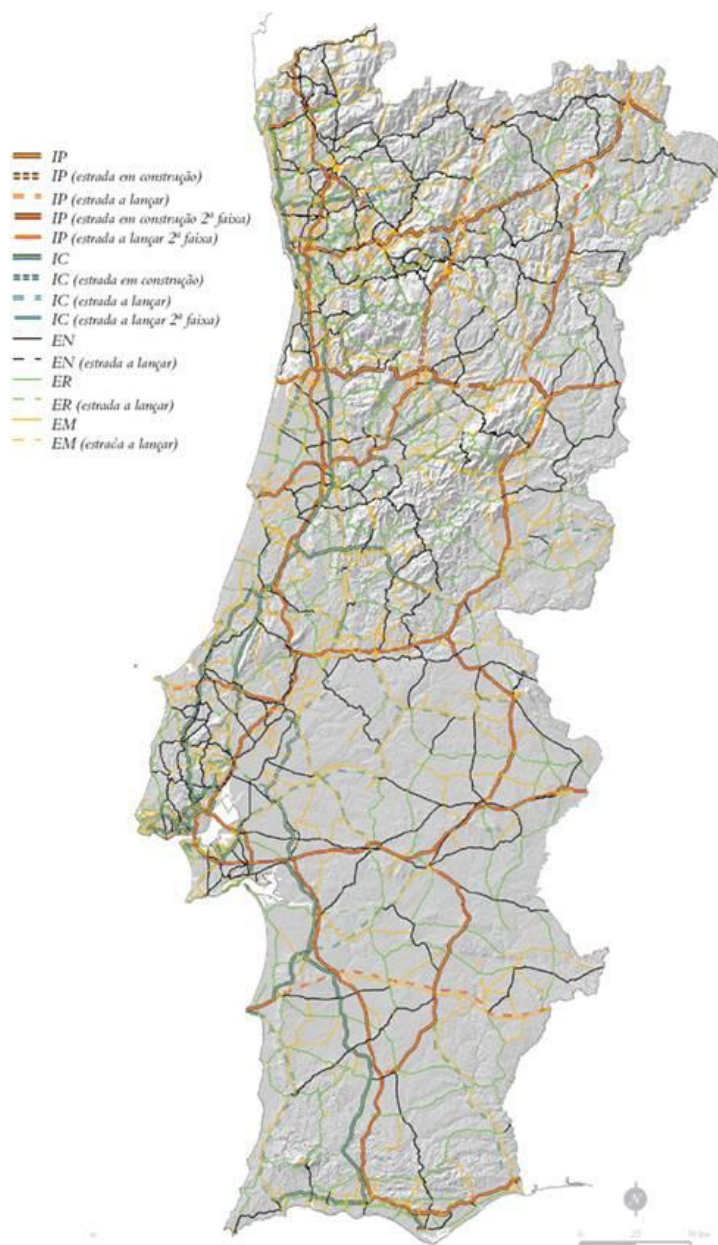 IP
IP (estrada em construção)
IP (estrada a lançar)
IP (estrada em construção 2ª faixa)
IP (estrada a lançar 2ª faixa)
IC
IC (estrada em construção)
IC (estrada a lançar)
IC (estrada a lançar 2ª faixa)
EN
EN (estrada a lançar)
ER
ER (estrada a lançar)
EM
EM (estrada a lançar)
N
0